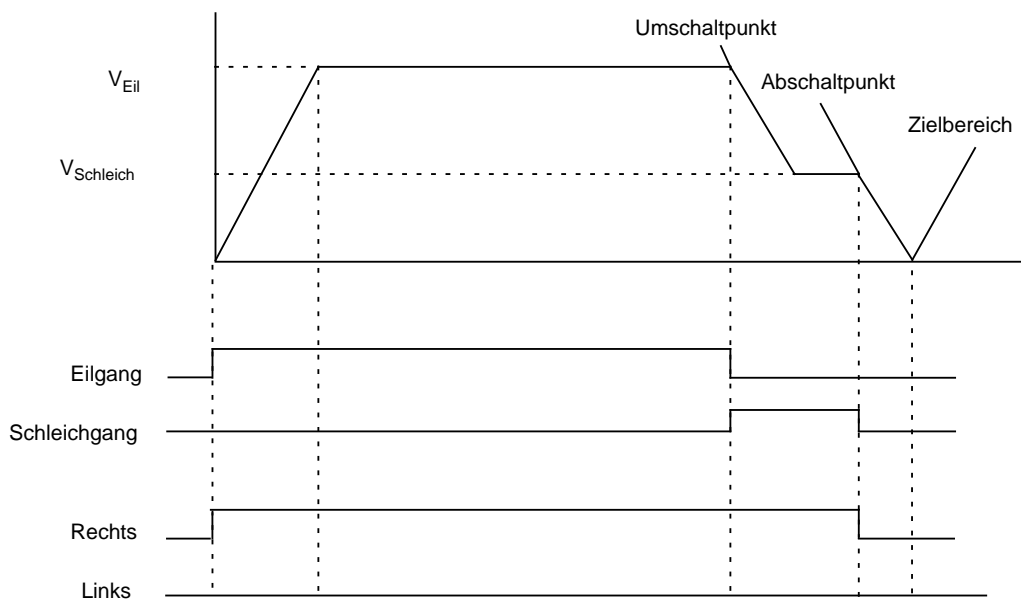 Umschaltpunkt
V_Eil
Abschaltpunkt
Zielbereich
V_Schleich
Eilgang
Schleichgang
Rechts
Links